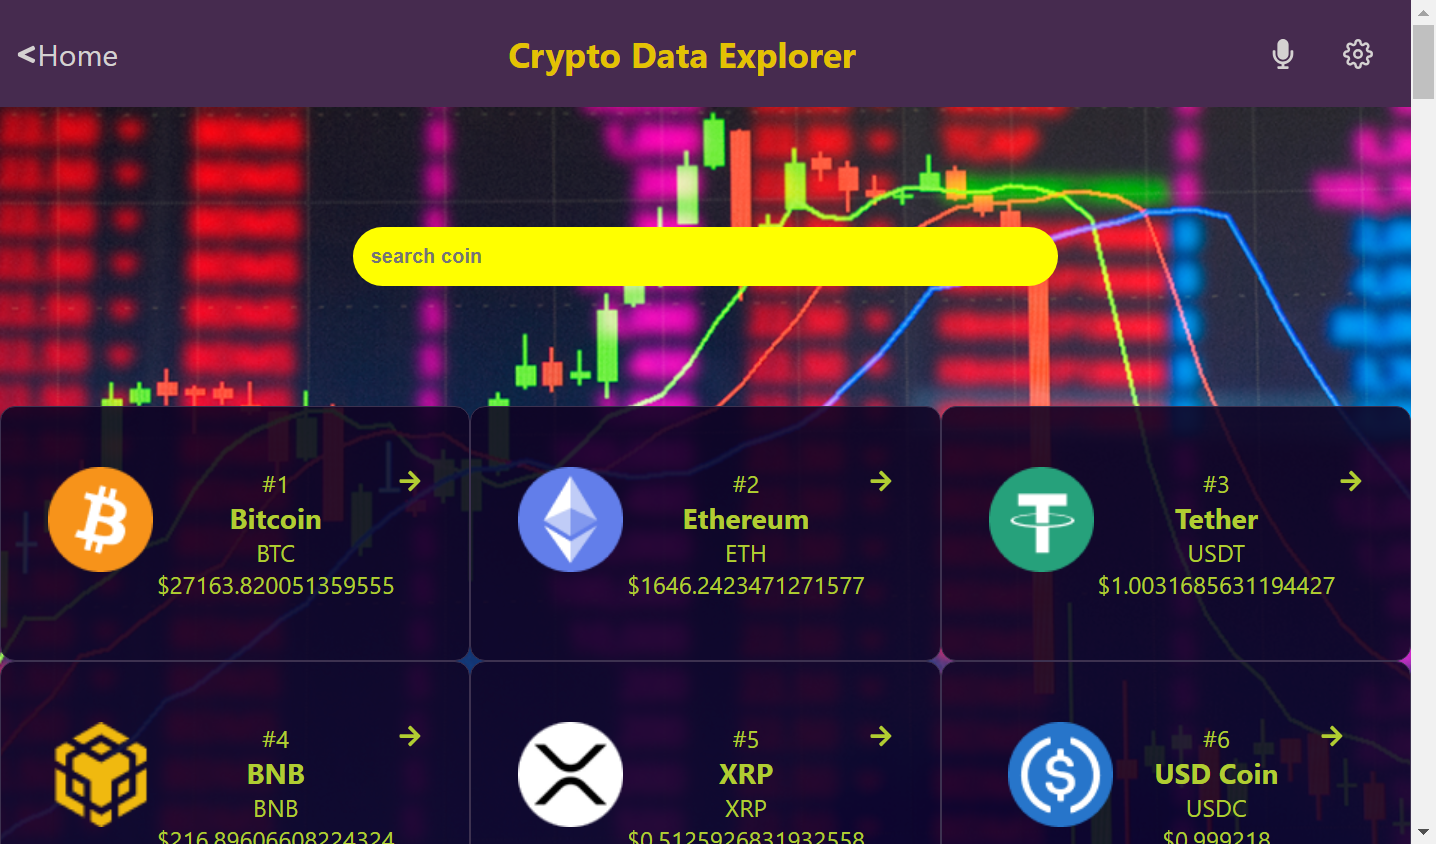 <Home
Crypto Data Explorer
search coin
#1
Bitcoin
BTC
$27163.820051359555
#2
Ethereum
ETH
$1646.2423471271577
#3
Tether
USDT
$1.0031685631194427
#4
BNB
BNB
$216.89606608224324
#5
XRP
XRP
$0.5125926831932558
#6
USD Coin
USDC
$0.999218